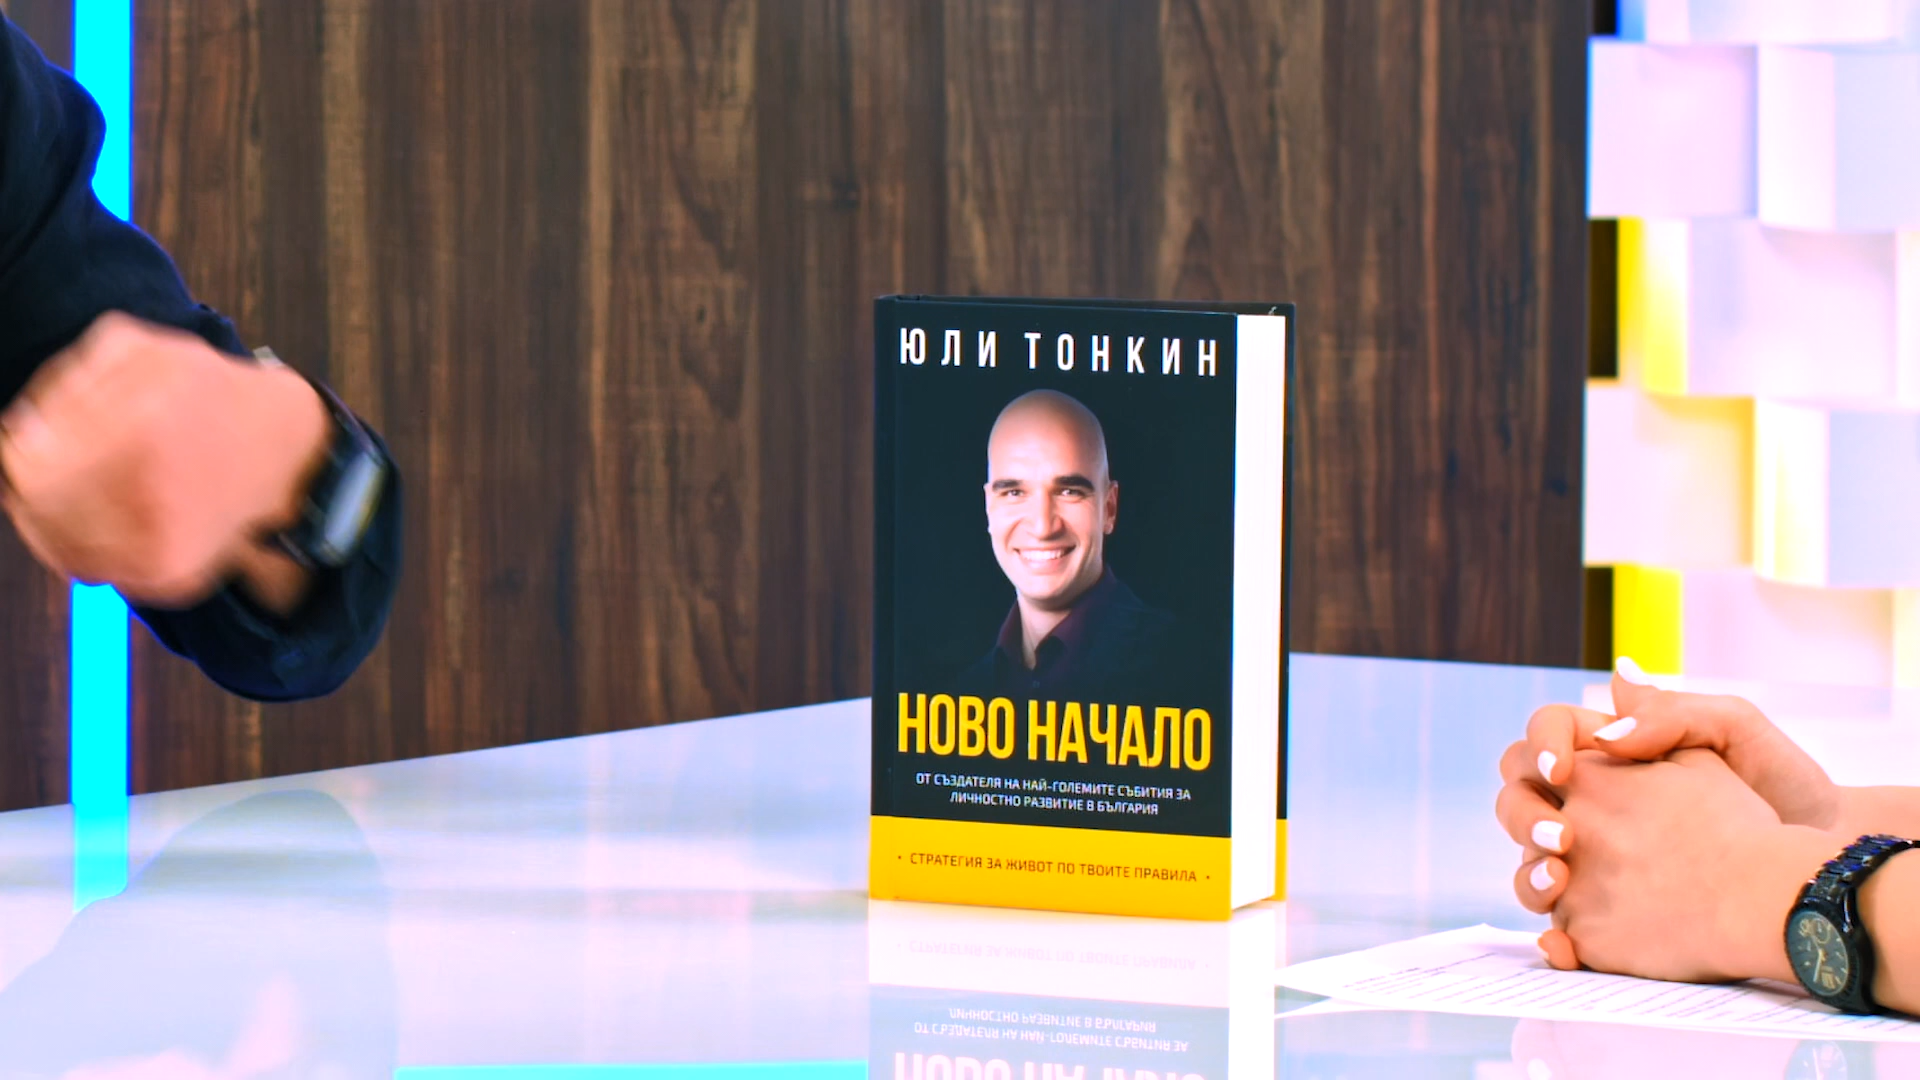 ЮЛИ ТОНКИН
НОВО НАЧАЛО
ОТ СЪЗДАТЕЛЯ НА НАЙ-ГОЛЕМИТЕ СЪБИТИЯ ЗА
ЛИЧНОСТНО РАЗВИТИЕ В БЪЛГАРИЯ
• СТРАТЕГИЯ ЗА ЖИВОТ ПО ТВОИТЕ ПРАВИЛА •